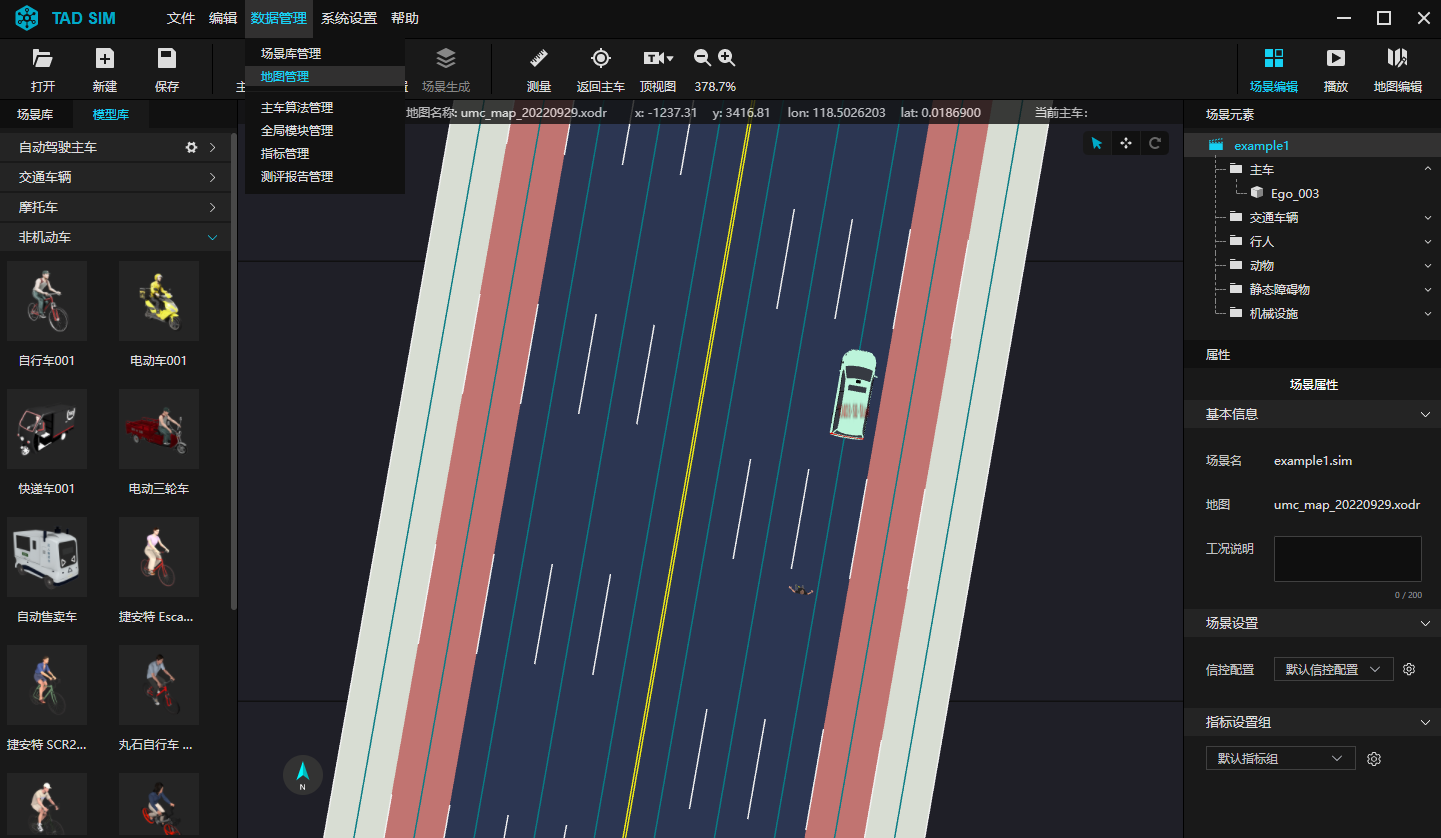 TAD SIM 文件 编辑 数据管理 系统设置 帮助
场景库管理
地图管理
主车算法管理
全局模块管理
指标管理
测评报告管理
打开 新建 保存 主 置 场景生成 测量 返回主车 顶视图 378.7% 场景编辑 播放 地图编辑
场景库 模型库
地图名称: umc_map_20220929.xodr x: -1237.31 y: 3416.81 lon: 118.5026203 lat: 0.0186900 当前主车:
自动驾驶主车
交通车辆
摩托车
非机动车
自行车001 电动车001
快递车001 电动三轮车
自动售卖车 捷安特 Esca...
捷安特 SCR2... 丸石自行车 ...
N
场景元素
example1
主车
Ego_003
交通车辆
行人
动物
静态障碍物
机械设施
属性
场景属性
基本信息
场景名 example1.sim
地图 umc_map_20220929.xodr
工况说明
0 / 200
场景设置
信控配置 默认信控配置
指标设置组
默认指标组